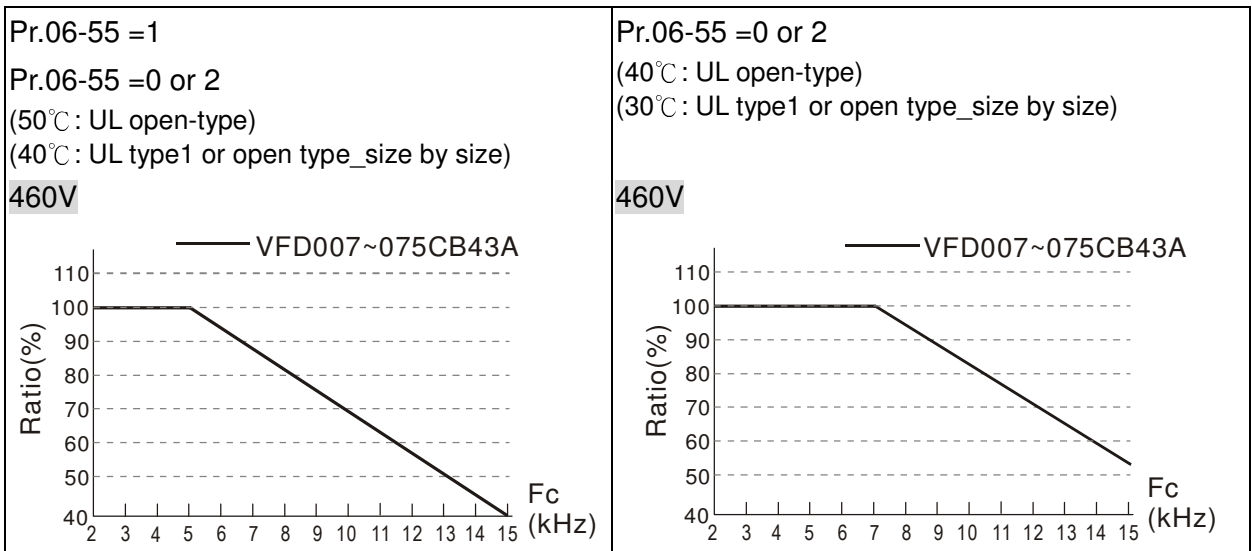 Pr.06-55 =1
Pr.06-55 =0 or 2
(50℃: UL open-type)
(40℃: UL type1 or open type_size by size)
460V
VFD007~075CB43A
110
100
90
80
70
60
50
40
Ratio(%)
2 3 4 5 6 7 8 9 10 11 12 13 14 15
Fc
(kHz)
Pr.06-55 =0 or 2
(40℃: UL open-type)
(30℃: UL type1 or open type_size by size)
460V
VFD007~075CB43A
110
100
90
80
70
60
50
40
Ratio(%)
2 3 4 5 6 7 8 9 10 11 12 13 14 15
Fc
(kHz)